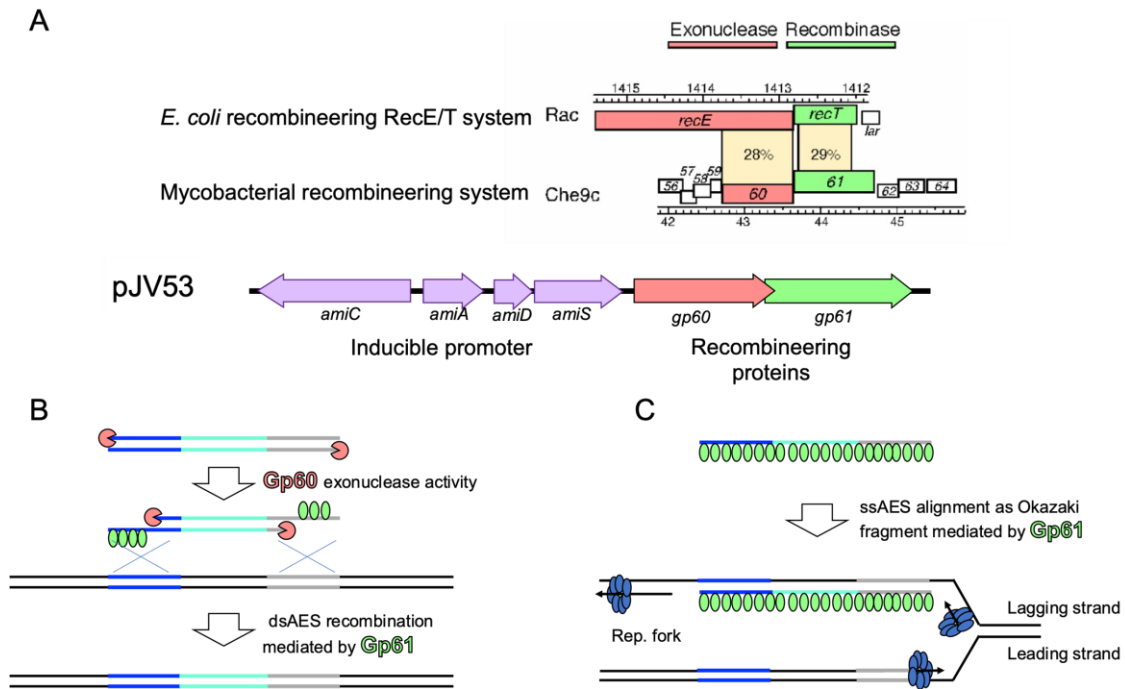 A
Exonuclease Recombinase
1415 1414 1413 1412
E. coli recombineering RecE/T system Rac
recE recT
lar
28% 29%
Mycobacterial recombineering system Che9c
56 57 58 59 60 61 62 63 64
42 43 44 45
pJV53
amiC amiA amiD amiS gp60 gp61
Inducible promoter
Recombineering
proteins
B
Gp60 exonuclease activity
dsAES recombination
mediated by Gp61
C
ssAES alignment as Okazaki
fragment mediated by Gp61
Rep. fork
Lagging strand
Leading strand